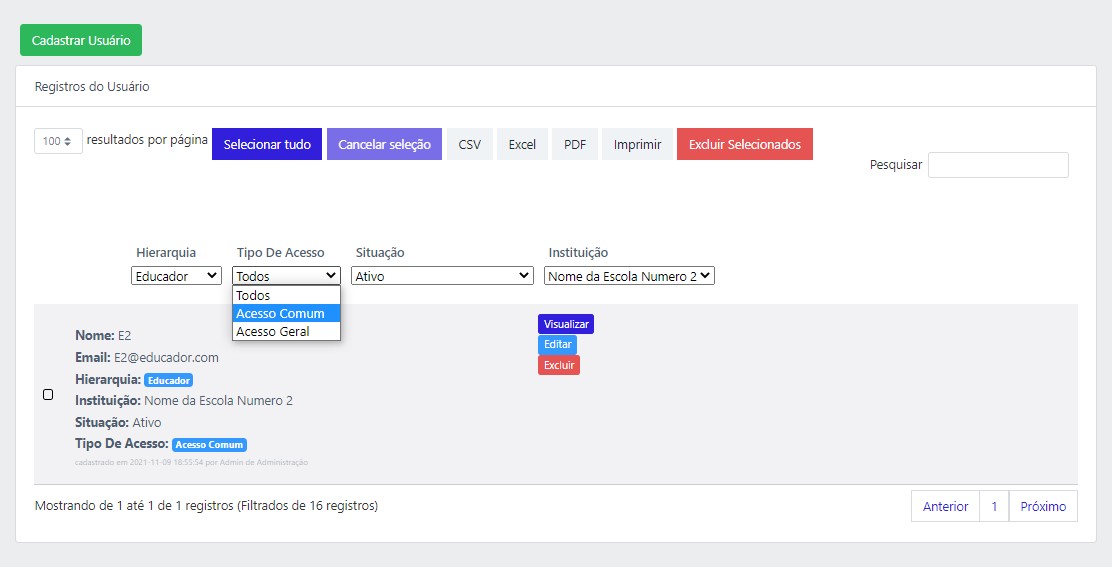 Cadastrar Usuário
Registros do Usuário
100 resultados por página Selecionar tudo Cancelar seleção CSV Excel PDF Imprimir Excluir Selecionados
Pesquisar
Hierarquia Tipo De Acesso Situação Instituição
Educador Todos Ativo Nome da Escola Numero 2
Todos
Acesso Comum
Acesso Geral
Nome: E2
Email: E2@educador.com
Hierarquia: Educador
Instituição: Nome da Escola Numero 2
Situação: Ativo
Tipo De Acesso: Acesso Comum
cadastrado em 2021-11-09 18:55:54 por Admin de Administração
Visualizar
Editar
Excluir
Mostrando de 1 até 1 de 1 registros (Filtrados de 16 registros)
Anterior 1 Próximo